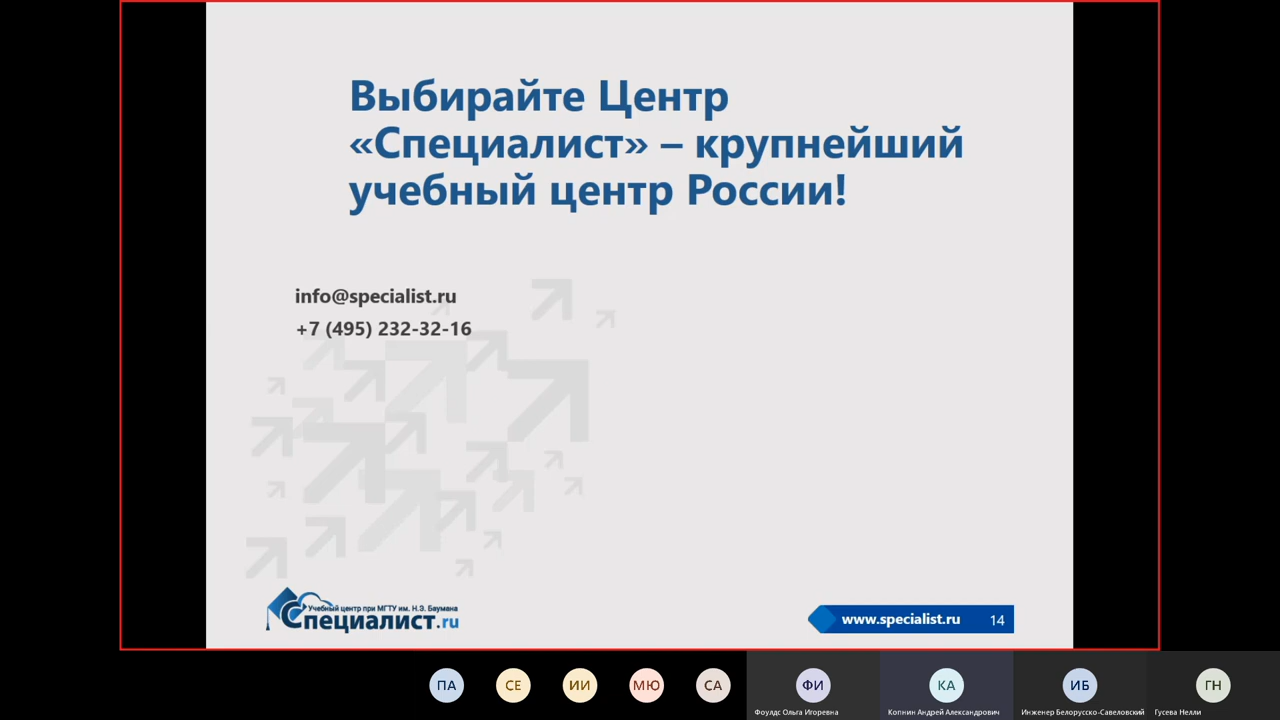 Выбирайте Центр
«Специалист» – крупнейший
учебный центр России!
info@specialist.ru
+7 (495) 232-32-16
Учебный центр при МГТУ им. Н.Э. Баумана
Специалист.ru
www.specialist.ru 14
ПА СЕ ИИ МЮ СА ФИ КА ИБ ГН
Фоулдс Ольга Игоревна Копнин Андрей Александрович Инженер Белорусско-Савеловский Гусева Нелли